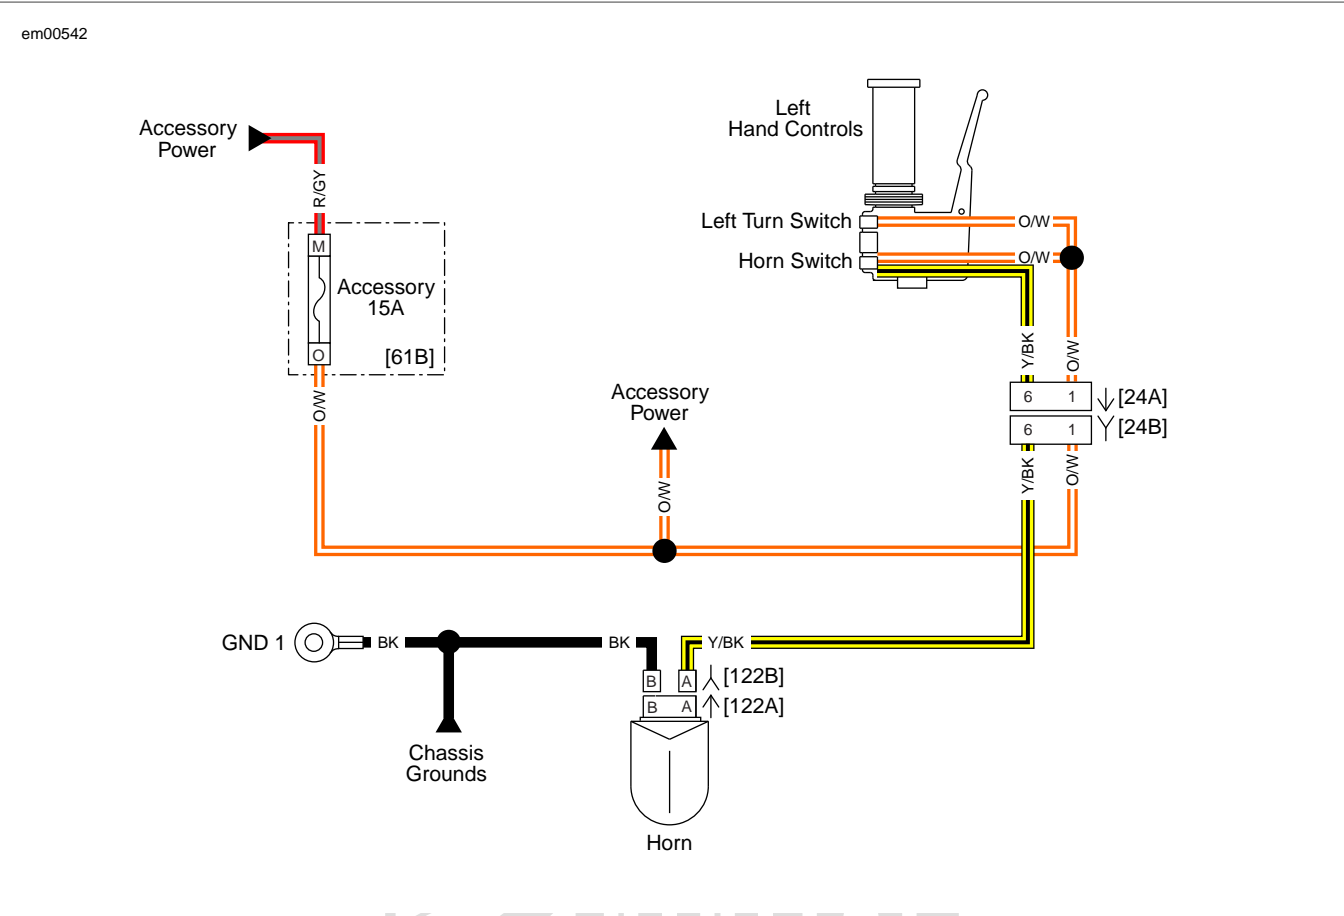 em00542
Accessory
Power
R/GY
M
Accessory
15A
O
[61B]
O/W
Left
Hand Controls
Left Turn Switch
O/W
Horn Switch
O/W
Y/BK
O/W
6 1 [24A]
6 1 [24B]
Y/BK
O/W
Accessory
Power
O/W
GND 1
BK
BK
Y/BK
B A [122B]
B A [122A]
Chassis
Grounds
Horn